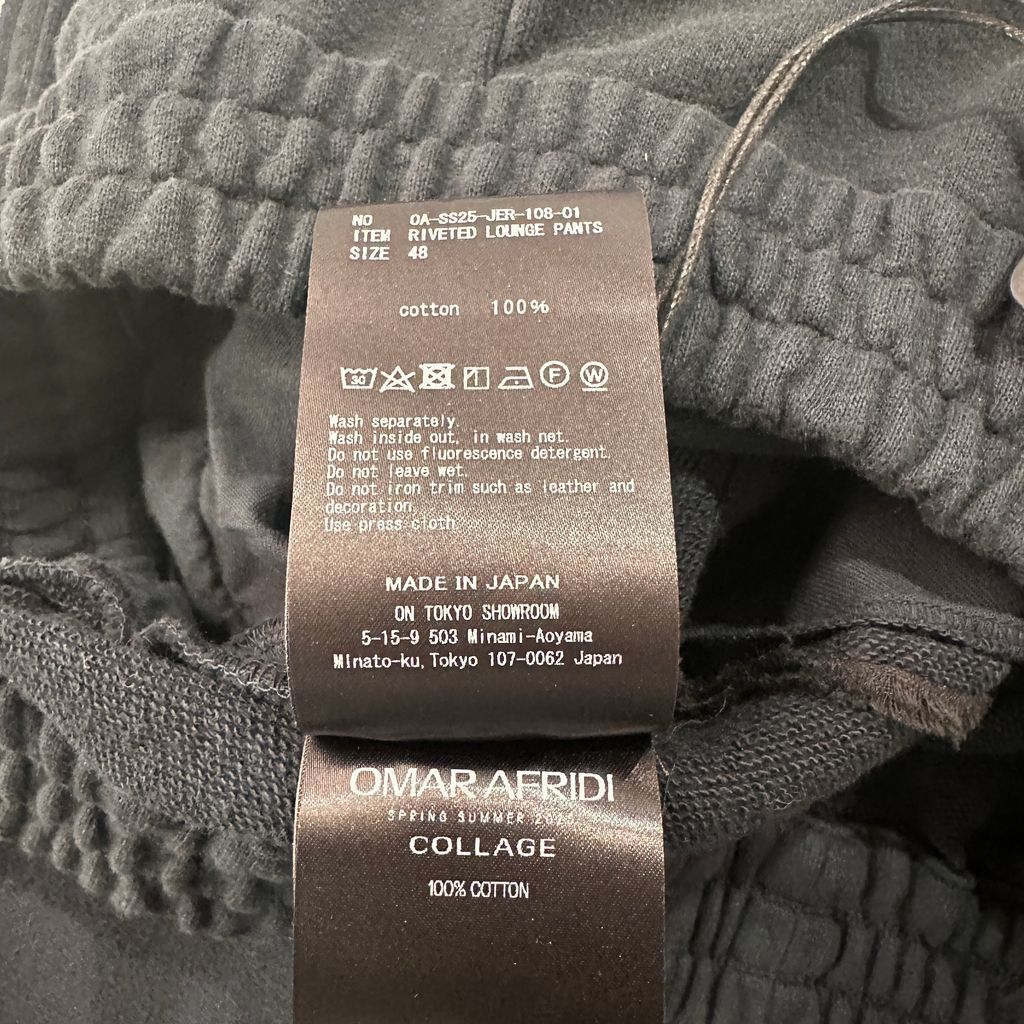 NO OA-SS25-JER-108-01
ITEM RIVETED LOUNGE PANTS
SIZE 48
cotton 100%
30 F W
Wash separately.
Wash inside out, in wash net.
Do not use fluorescence detergent.
Do not leave wet.
Do not iron trim such as leather and
decoration.
Use press cloth
MADE IN JAPAN
ON TOKYO SHOWROOM
5-15-9 503 Minami-Aoyama
Minato-ku, Tokyo 107-0062 Japan
OMAR AFRIDI
SPRING SUMMER
COLLAGE
100% COTTON